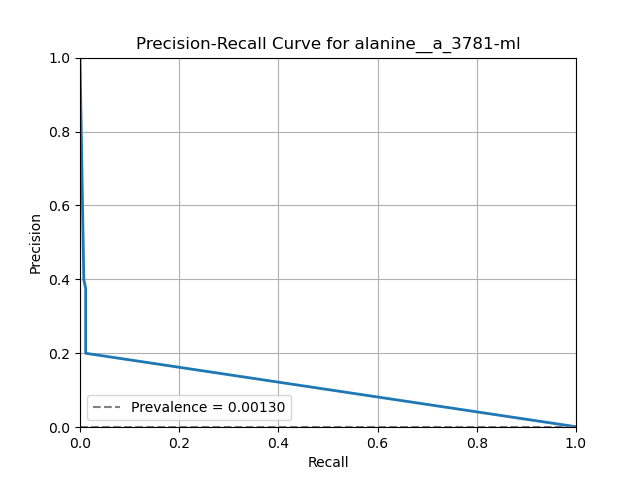 Precision-Recall Curve for alanine__a_3781-ml
1.0
0.8
0.6
0.4
0.2
0.0
Precision
Prevalence = 0.00130
0.0 0.2 0.4 0.6 0.8 1.0
Recall